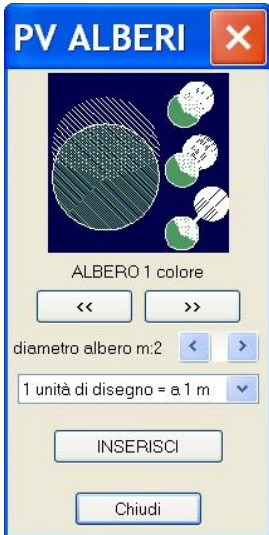 PV ALBERI
ALBERO 1 colore
<< >>
diametro albero m:2 < >
1 unità di disegno = a 1 m
INSERISCI
Chiudi